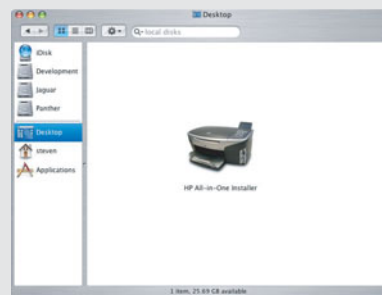 Desktop
local disks
iDisk
Development
Jaguar
Panther
Desktop
steven
Applications
HP All-in-One Installer
1 item, 25.69 GB available